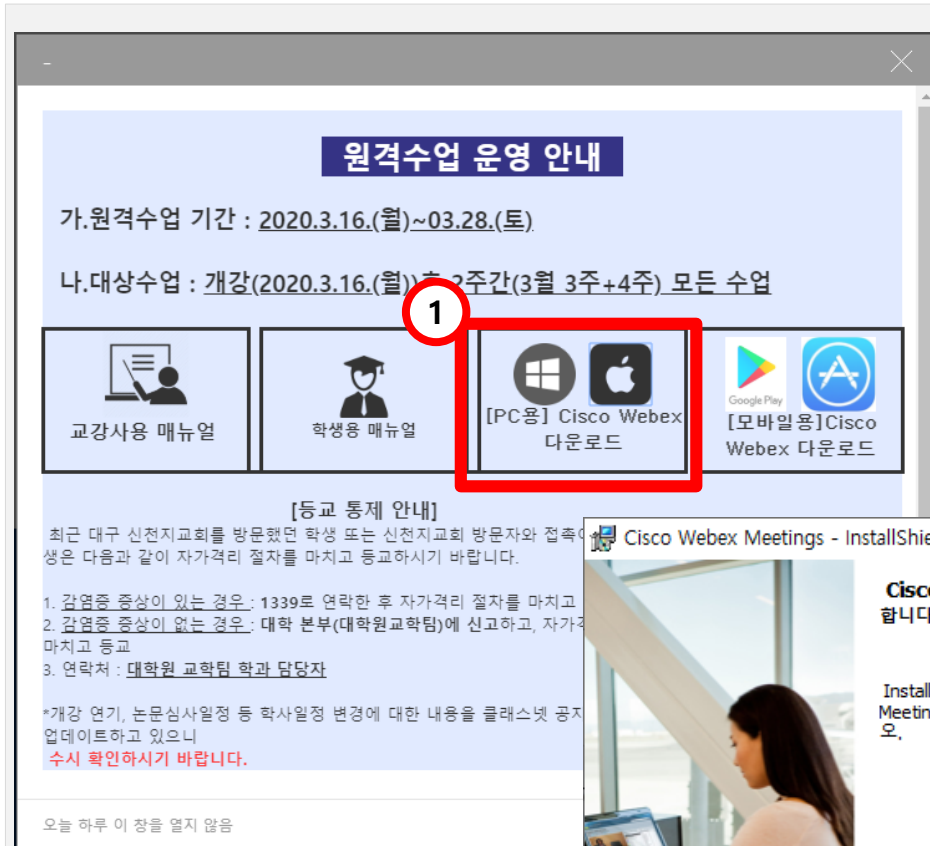 -
원격수업 운영 안내
가.원격수업 기간 : 2020.3.16.(월)~03.28.(토)
나.대상수업 : 개강(2020.3.16.(월))후 2주간(3월 3주+4주) 모든 수업
1
교강사용 매뉴얼
학생용 매뉴얼
[PC용] Cisco Webex
다운로드
Google Play
[모바일용]Cisco
Webex 다운로드
[등교 통제 안내]
최근 대구 신천지교회를 방문했던 학생 또는 신천지교회 방문자와 접촉
생은 다음과 같이 자가격리 절차를 마치고 등교하시기 바랍니다.
1. 감염증 증상이 있는 경우 : 1339로 연락한 후 자가격리 절차를 마치고
2. 감염증 증상이 없는 경우 : 대학 본부(대학원교학팀)에 신고하고, 자가
마치고 등교
3. 연락처 : 대학원 교학팀 학과 담당자
*개강 연기, 논문심사일정 등 학사일정 변경에 대한 내용을 클래스넷 공지
업데이트하고 있으니
수시 확인하시기 바랍니다.
오늘 하루 이 창을 열지 않음
Cisco Webex Meetings - InstallShie
Cisco
합니다
Install
Meetin
오.